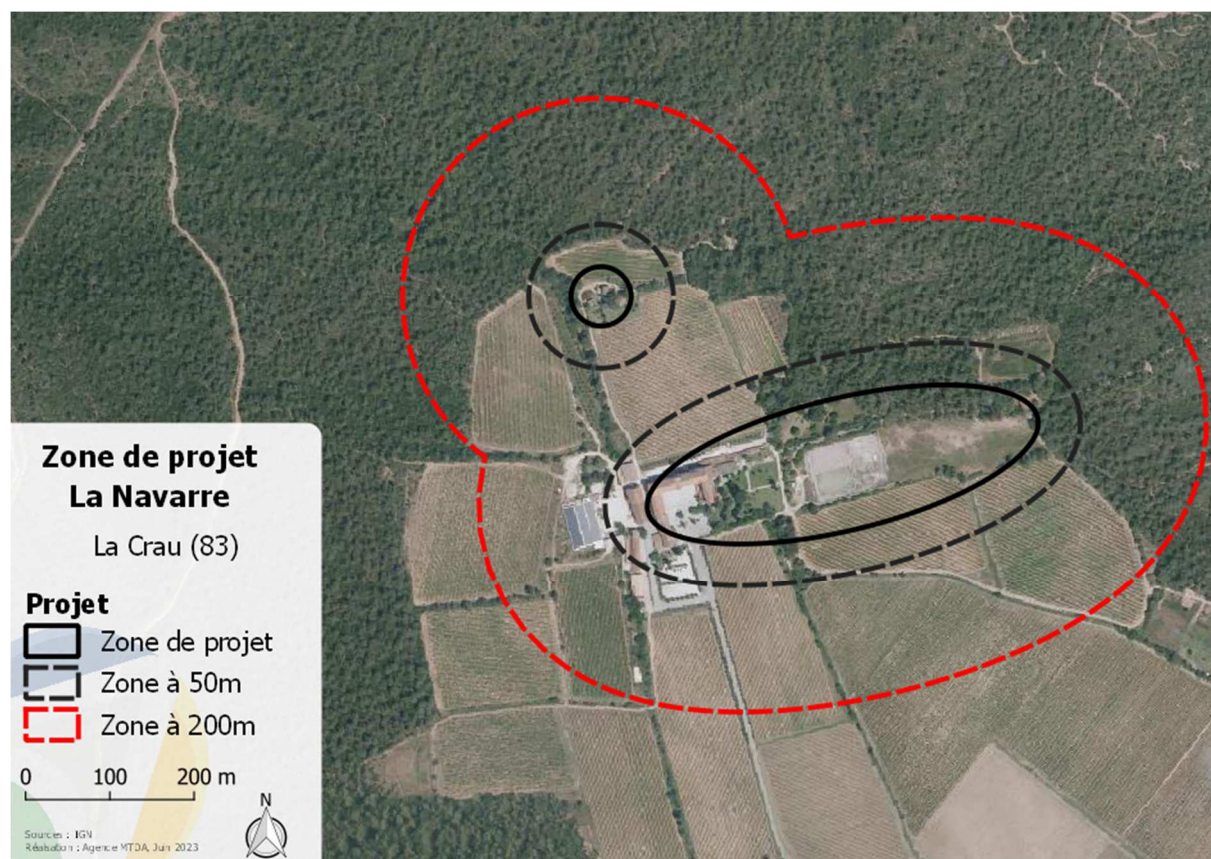 Zone de projet
La Navarre
La Crau (83)
Projet
Zone de projet
Zone à 50m
Zone à 200m
0 100 200 m
N
Sources : IGN
Réalisation : Agence MTDA, Juin 2023